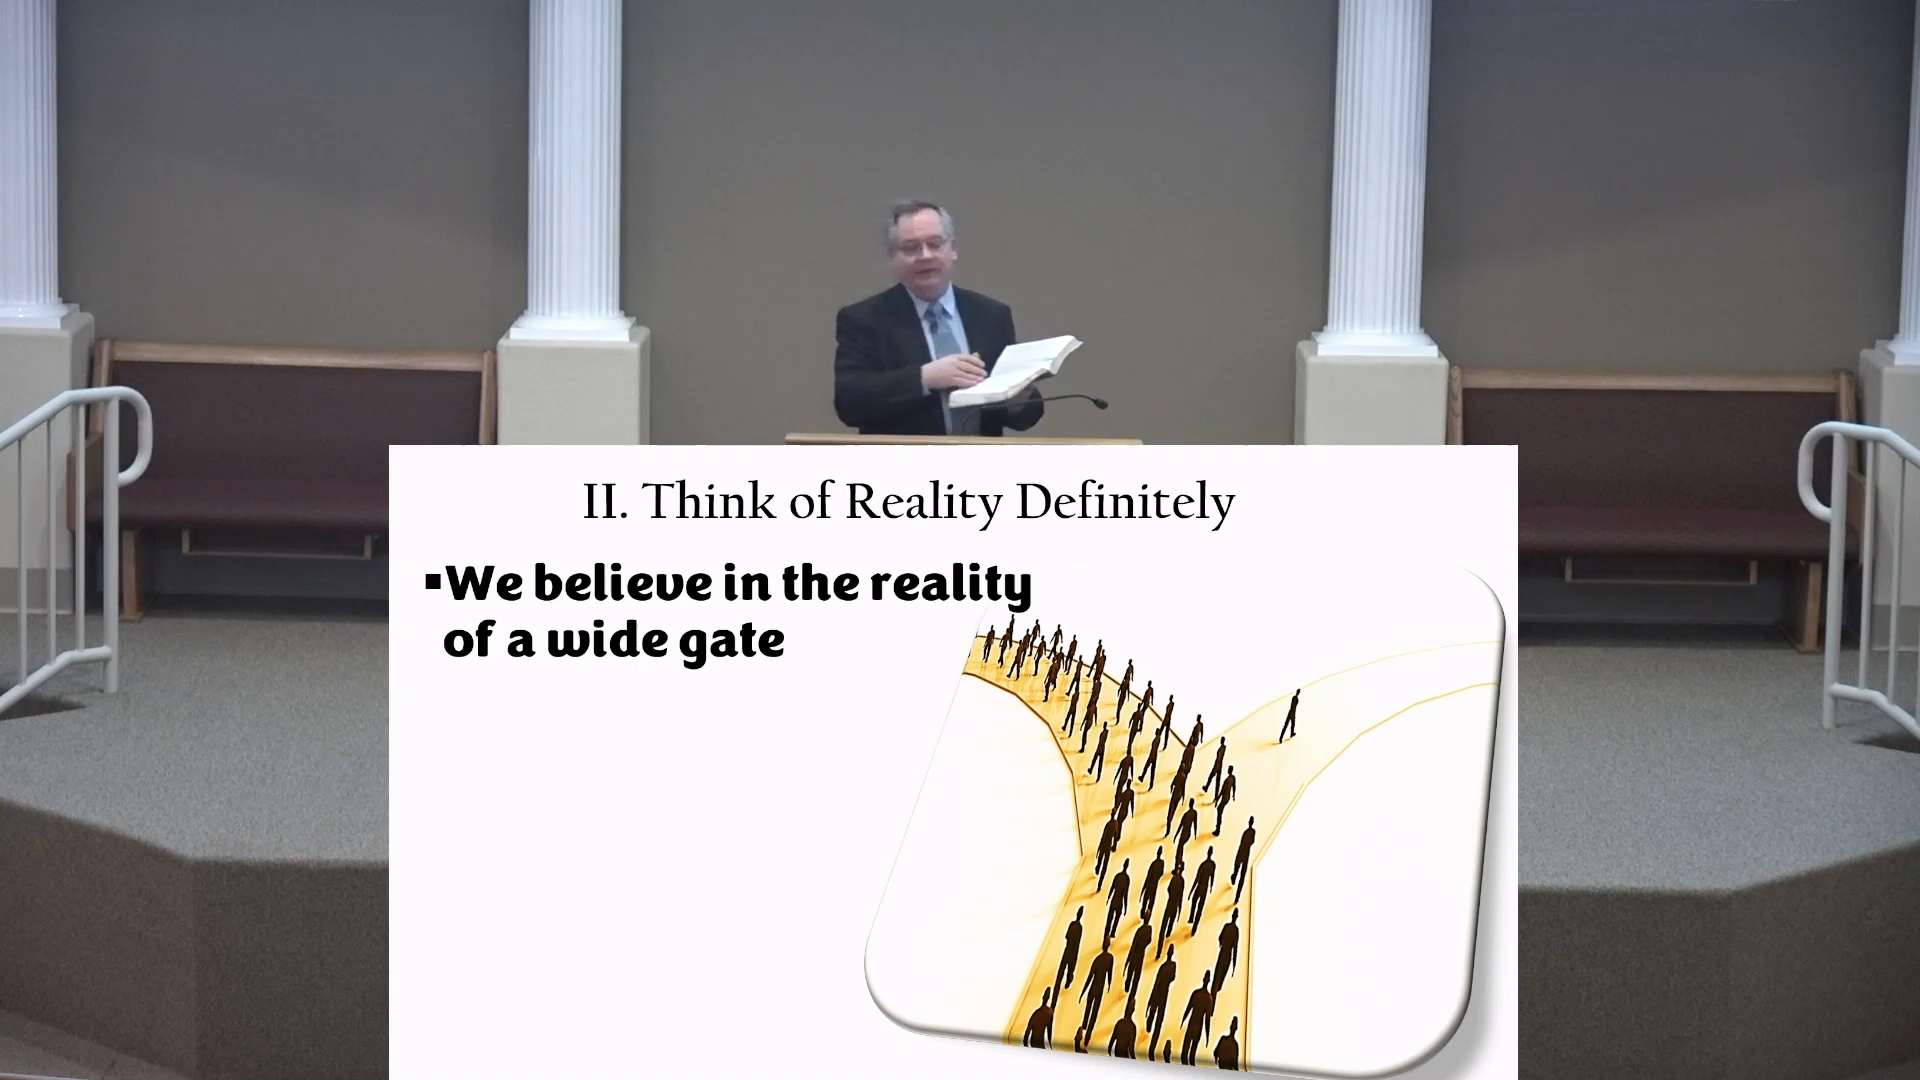 II. Think of Reality Definitely
▪We believe in the reality
of a wide gate